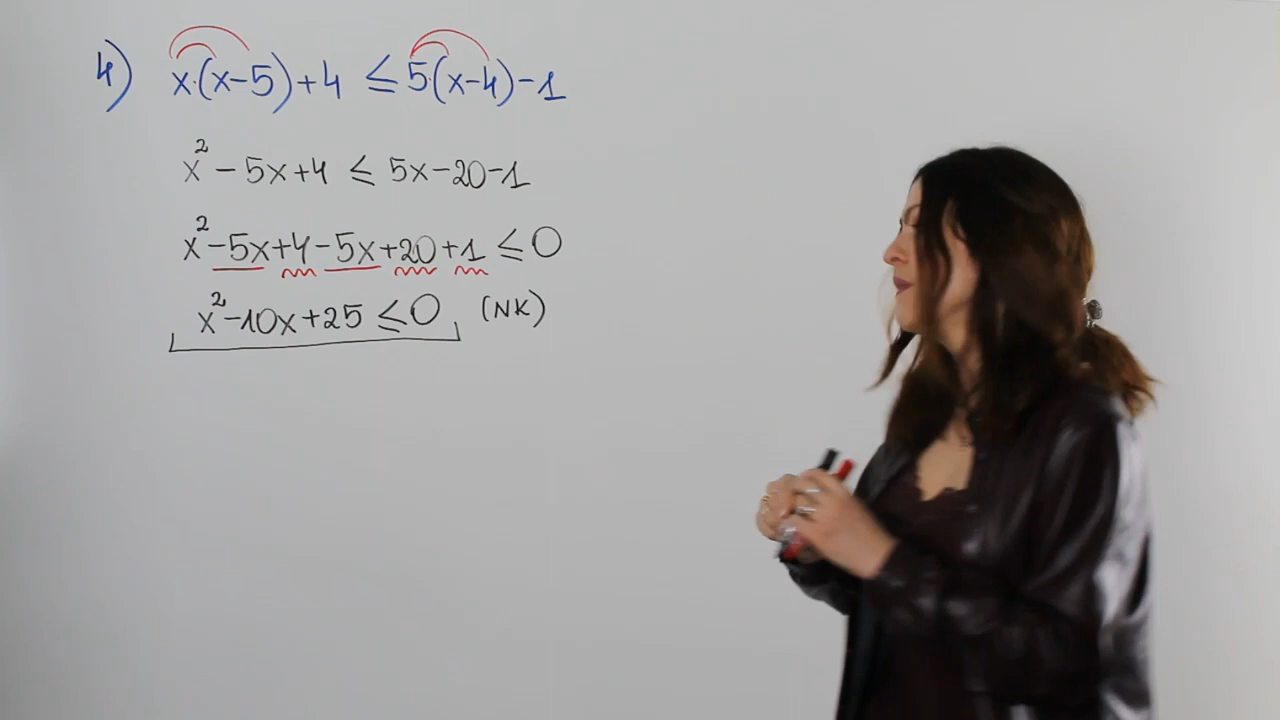 4) x·(x-5)+4 ≤ 5·(x-4)-1
x² - 5x+4 ≤ 5x-20-1
x²-5x+4-5x+20+1 ≤0
x²-10x+25 ≤0 (NK)